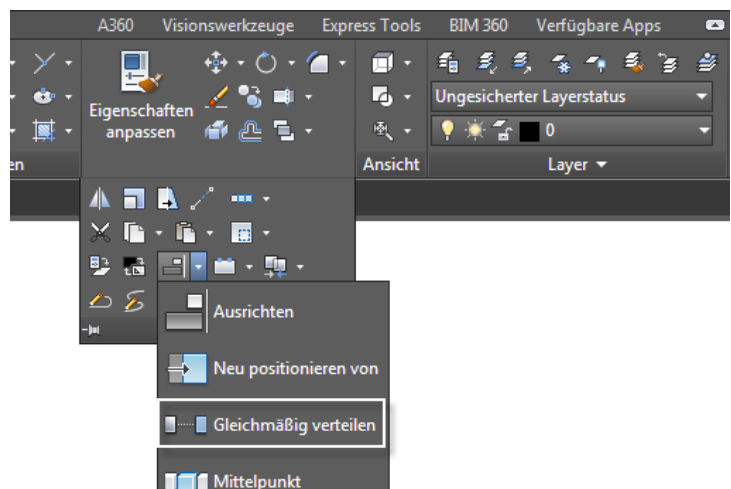 A360 Visionswerkzeuge Express Tools BIM 360 Verfügbare Apps
Eigenschaften
anpassen
Ungesicherter Layerstatus
0
en Ansicht Layer
Ausrichten
Neu positionieren von
Gleichmäßig verteilen
Mittelpunkt